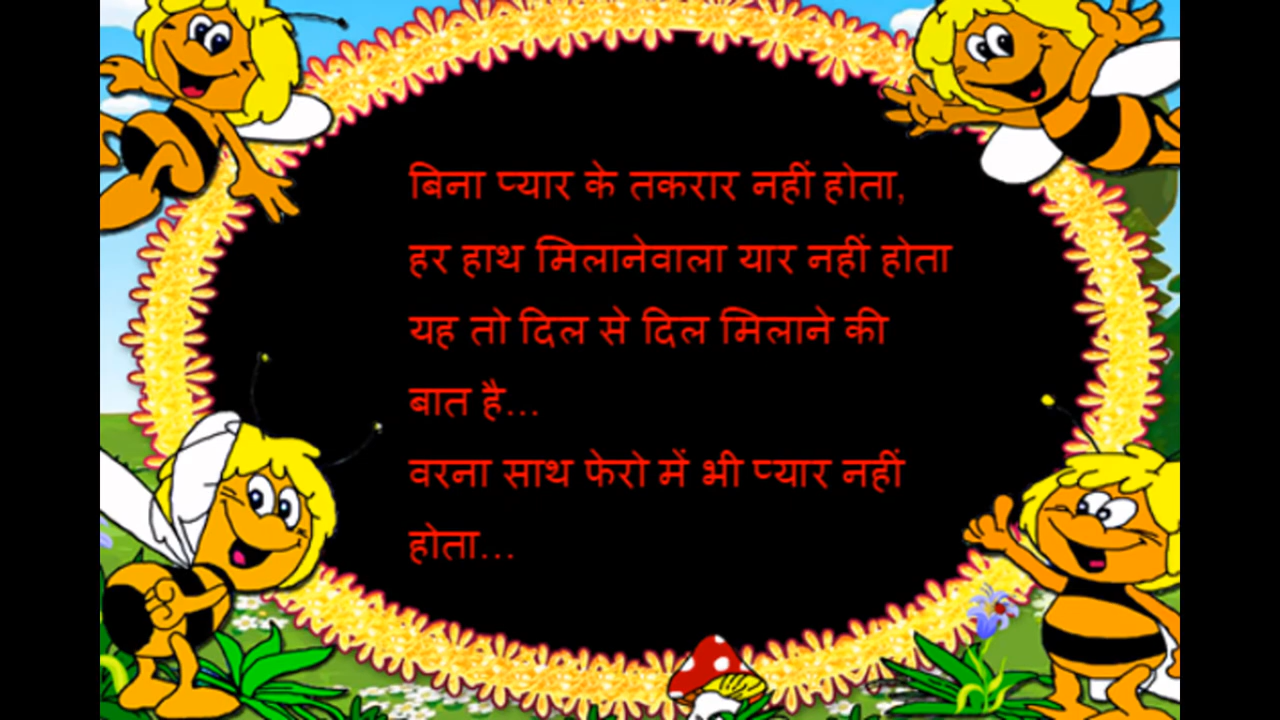 बिना प्यार के तकरार नहीं होता,
हर हाथ मिलानेवाला यार नहीं होता
यह तो दिल से दिल मिलाने की
बात है...
वरना साथ फेरो में भी प्यार नहीं
होता...